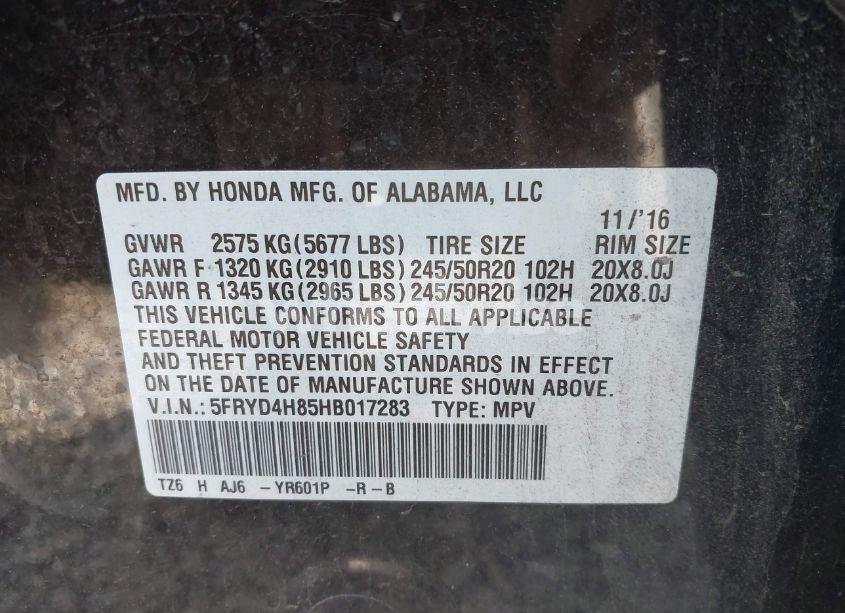 MFD. BY HONDA MFG. OF ALABAMA, LLC
11/'16
GVWR 2575 KG(5677 LBS) TIRE SIZE RIM SIZE
GAWR F 1320 KG(2910 LBS) 245/50R20 102H 20X8.0J
GAWR R 1345 KG(2965 LBS) 245/50R20 102H 20X8.0J
THIS VEHICLE CONFORMS TO ALL APPLICABLE
FEDERAL MOTOR VEHICLE SAFETY
AND THEFT PREVENTION STANDARDS IN EFFECT
ON THE DATE OF MANUFACTURE SHOWN ABOVE.
V.I.N.: 5FRYD4H85HB017283 TYPE: MPV
TZ6 H AJ6 -YR601P -R-B